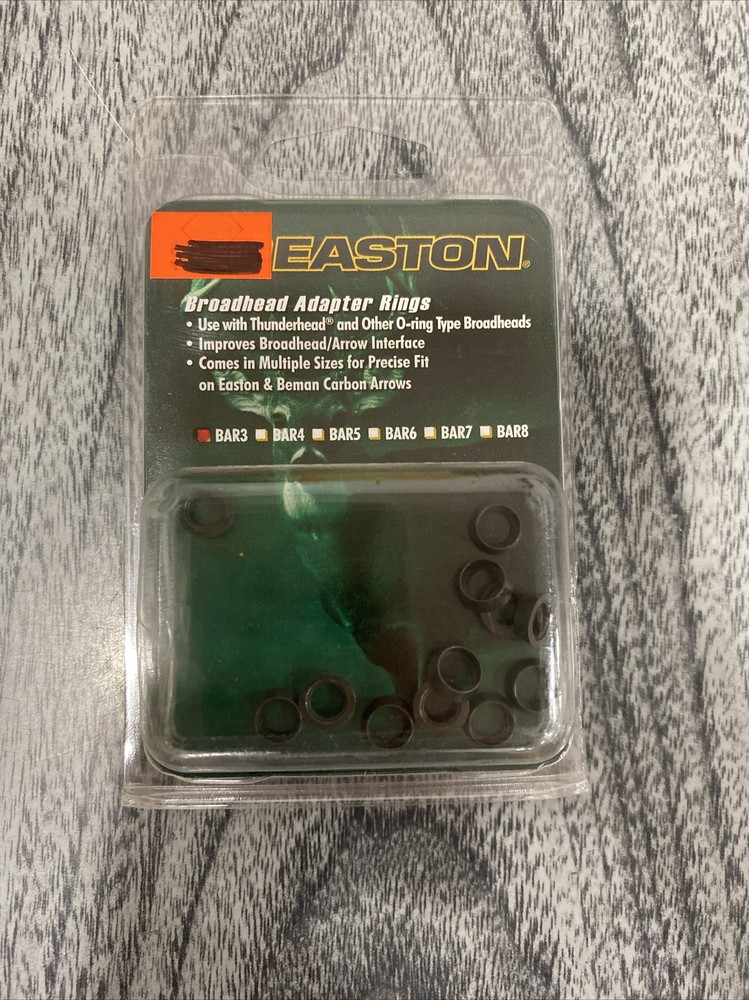 EASTON®
Broadhead Adapter Rings
• Use with Thunderhead® and Other O-ring Type Broadheads
• Improves Broadhead/Arrow Interface
• Comes in Multiple Sizes for Precise Fit
on Easton & Beman Carbon Arrows
BAR3 BAR4 BAR5 BAR6 BAR7 BAR8